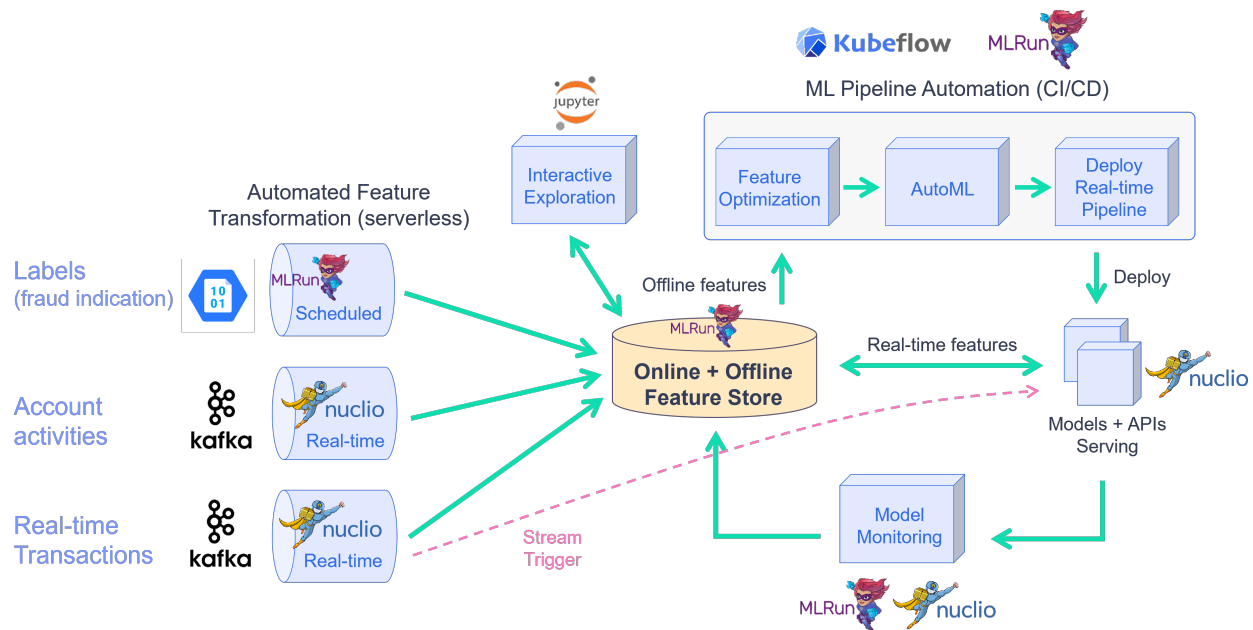 Kubeflow
MLRun
ML Pipeline Automation (CI/CD)
jupyter
Interactive
Exploration
Feature
Optimization
AutoML
Deploy
Real-time
Pipeline
Automated Feature
Transformation (serverless)
Labels
(fraud indication)
10
01
MLRun
Scheduled
Offline features
Deploy
MLRun
Online + Offline
Feature Store
Real-time features
nuclio
Models + APIs
Serving
Account
activities
kafka
nuclio
Real-time
Real-time
Transactions
kafka
nuclio
Real-time
Stream
Trigger
Model
Monitoring
MLRun
nuclio